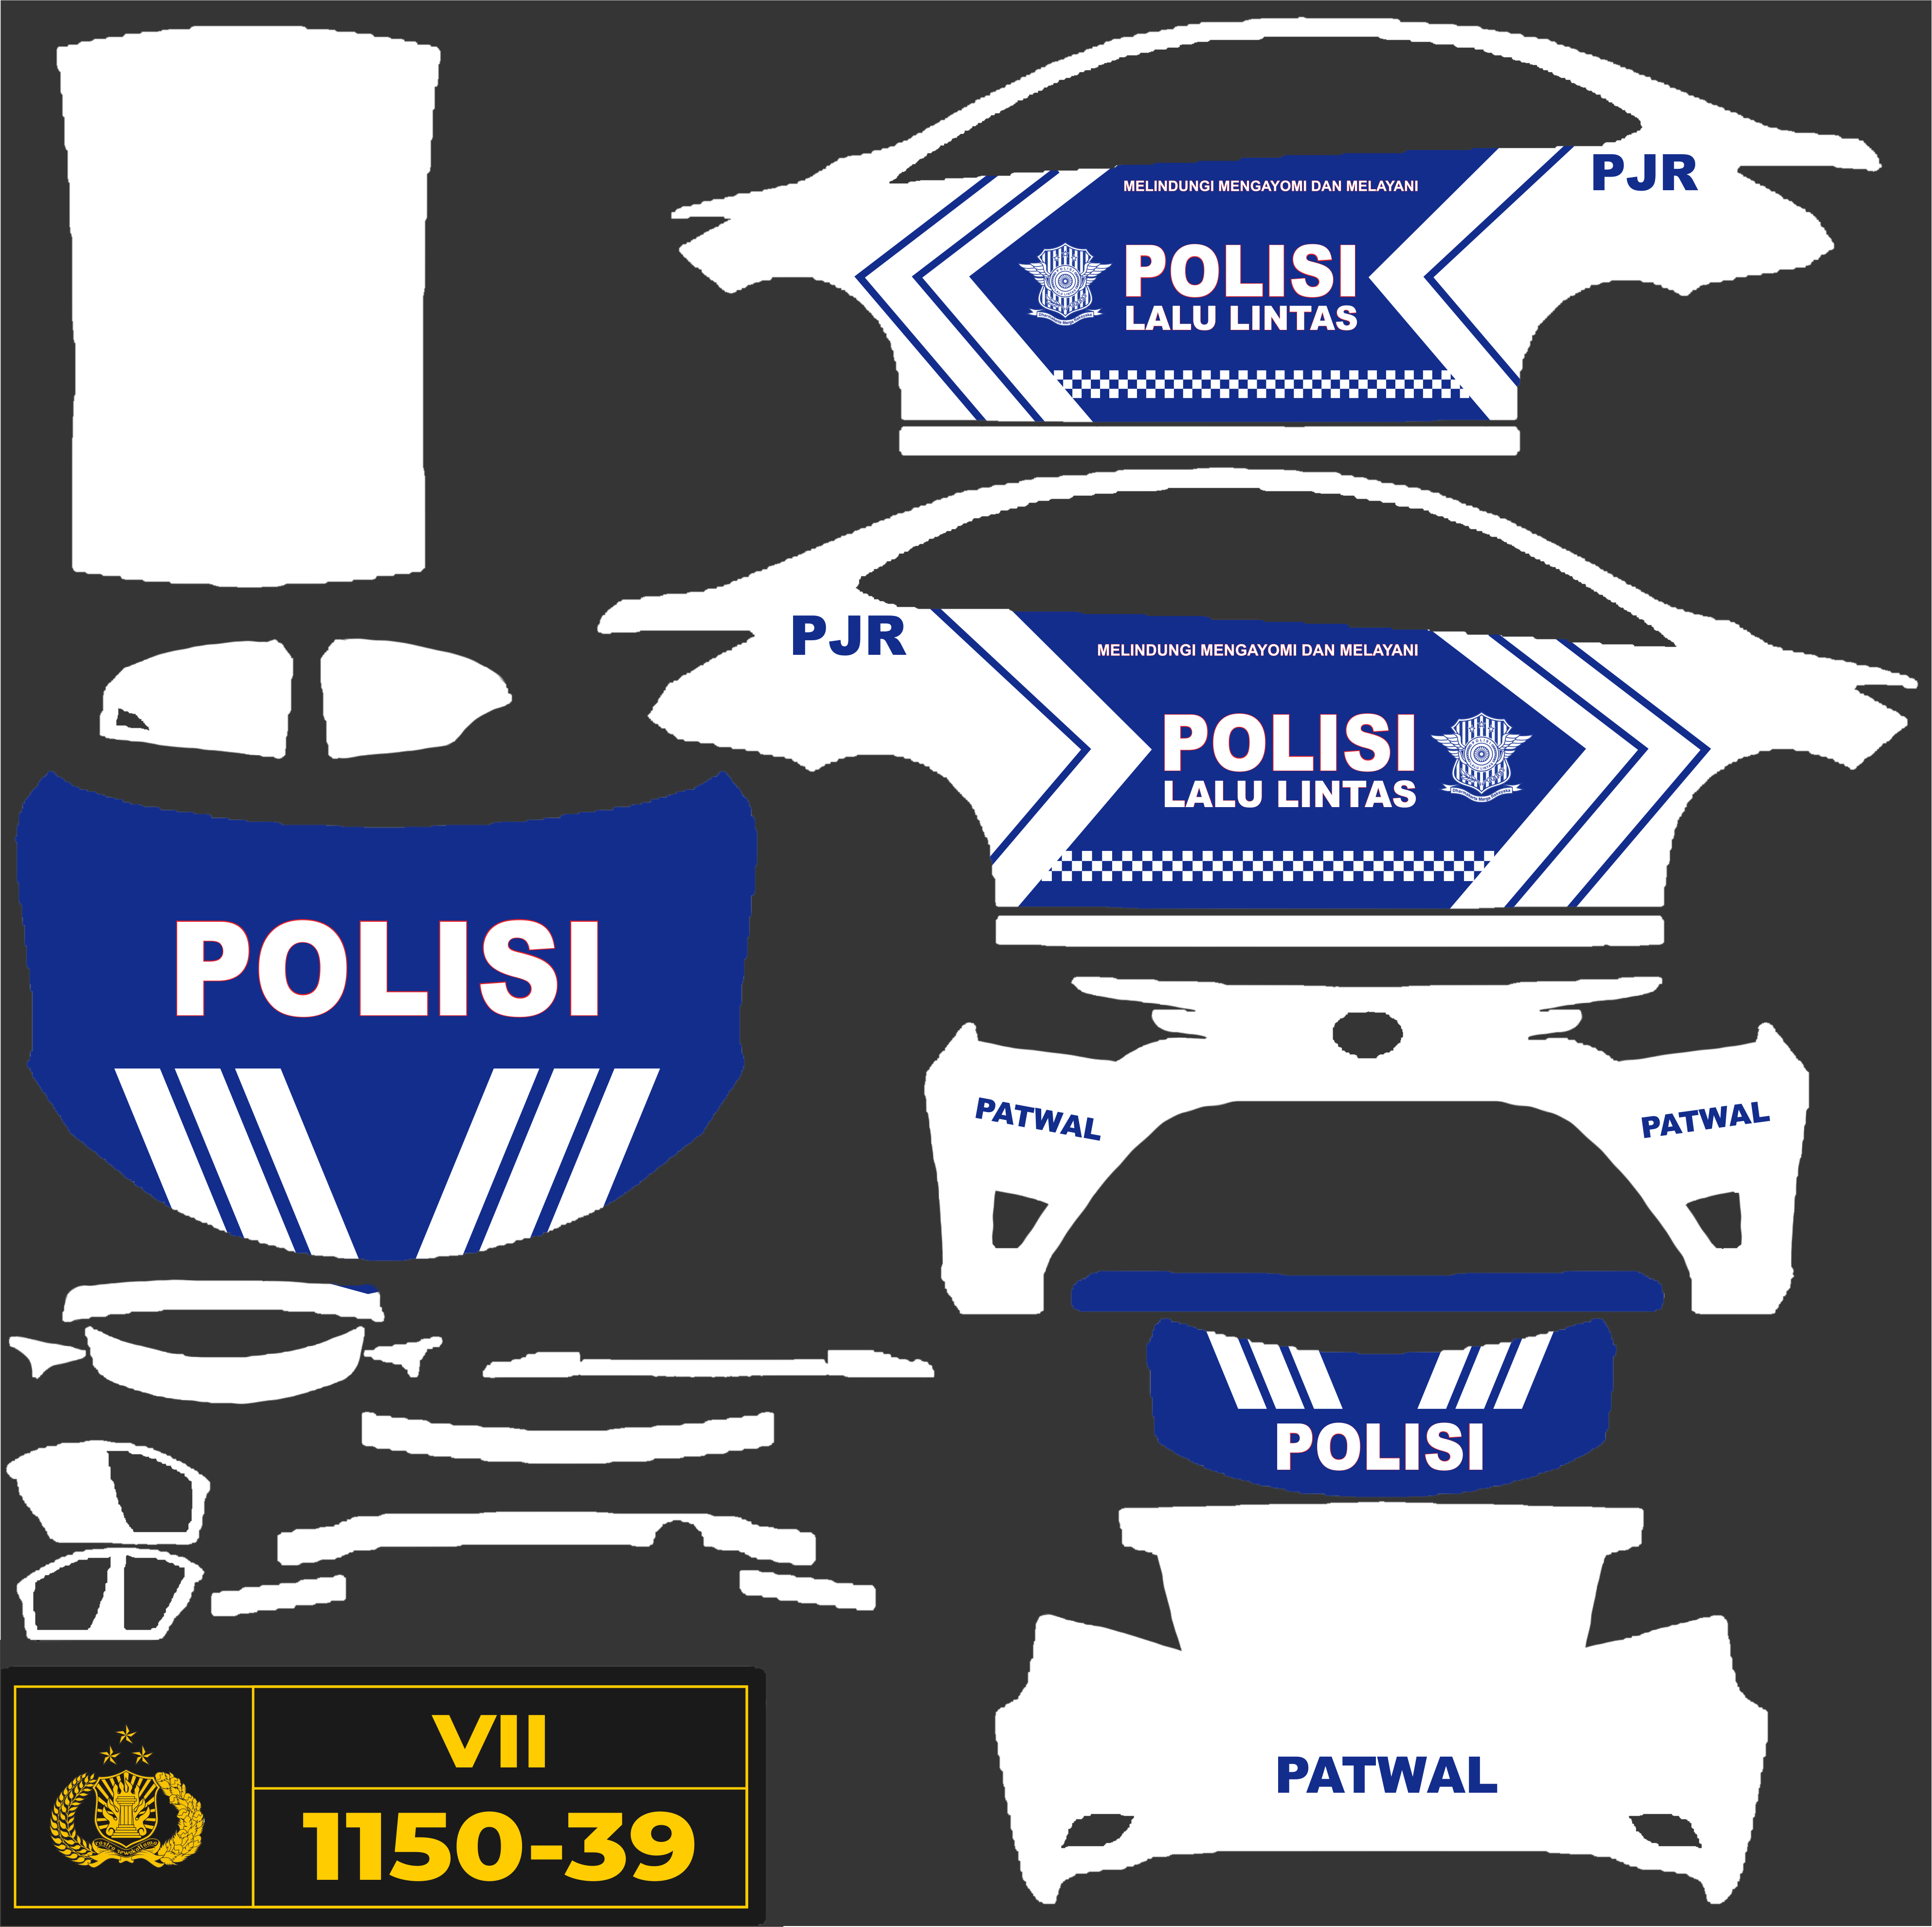 MELINDUNGI MENGAYOMI DAN MELAYANI
PJR
POLISI
LALU LINTAS
PJR
MELINDUNGI MENGAYOMI DAN MELAYANI
POLISI
LALU LINTAS
POLISI
PATWAL
PATWAL
POLISI
PATWAL
VII
1150-39